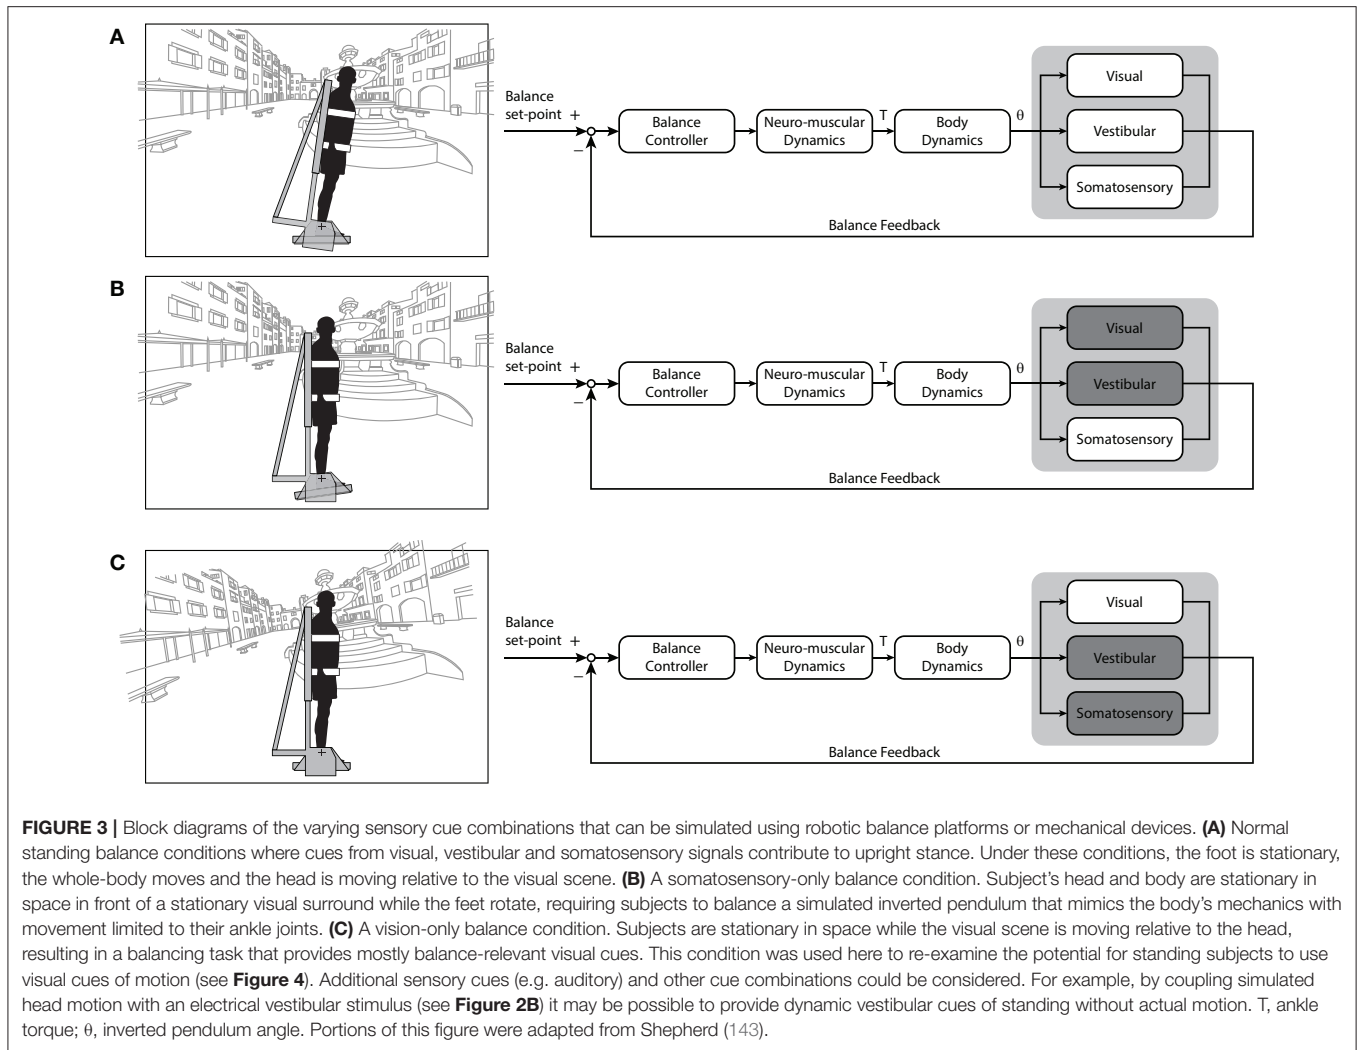 A
Balance
set-point
+
−
Balance
Controller
Neuro-muscular
Dynamics
T
Body
Dynamics
θ
Visual
Vestibular
Somatosensory
Balance Feedback
B
Balance
set-point
+
−
Balance
Controller
Neuro-muscular
Dynamics
T
Body
Dynamics
θ
Visual
Vestibular
Somatosensory
Balance Feedback
C
Balance
set-point
+
−
Balance
Controller
Neuro-muscular
Dynamics
T
Body
Dynamics
θ
Visual
Vestibular
Somatosensory
Balance Feedback
FIGURE 3 | Block diagrams of the varying sensory cue combinations that can be simulated using robotic balance platforms or mechanical devices. (A) Normal
standing balance conditions where cues from visual, vestibular and somatosensory signals contribute to upright stance. Under these conditions, the foot is stationary,
the whole-body moves and the head is moving relative to the visual scene. (B) A somatosensory-only balance condition. Subject's head and body are stationary in
space in front of a stationary visual surround while the feet rotate, requiring subjects to balance a simulated inverted pendulum that mimics the body's mechanics with
movement limited to their ankle joints. (C) A vision-only balance condition. Subjects are stationary in space while the visual scene is moving relative to the head,
resulting in a balancing task that provides mostly balance-relevant visual cues. This condition was used here to re-examine the potential for standing subjects to use
visual cues of motion (see Figure 4). Additional sensory cues (e.g. auditory) and other cue combinations could be considered. For example, by coupling simulated
head motion with an electrical vestibular stimulus (see Figure 2B) it may be possible to provide dynamic vestibular cues of standing without actual motion. T, ankle
torque; θ, inverted pendulum angle. Portions of this figure were adapted from Shepherd (143).